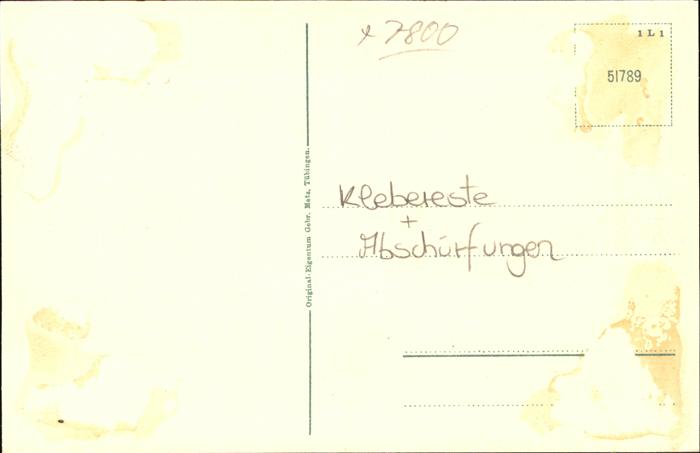 x 7800
1 L 1
51789
Original-Eigentum Gebr. Metz, Tübingen.
Klebereste
+
Abschürfungen